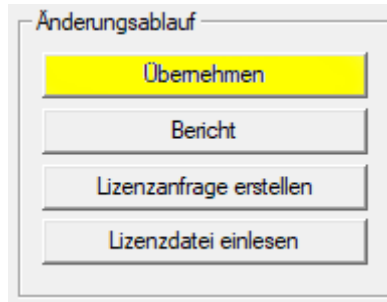 Änderungsablauf
Übernehmen
Bericht
Lizenzanfrage erstellen
Lizenzdatei einlesen